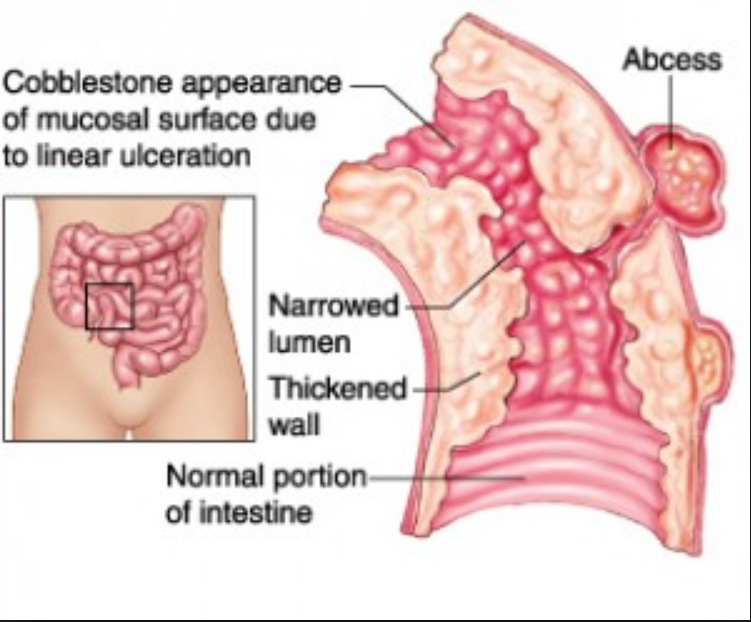 Cobblestone appearance
of mucosal surface due
to linear ulceration
Abcess
Narrowed
lumen
Thickened
wall
Normal portion
of intestine